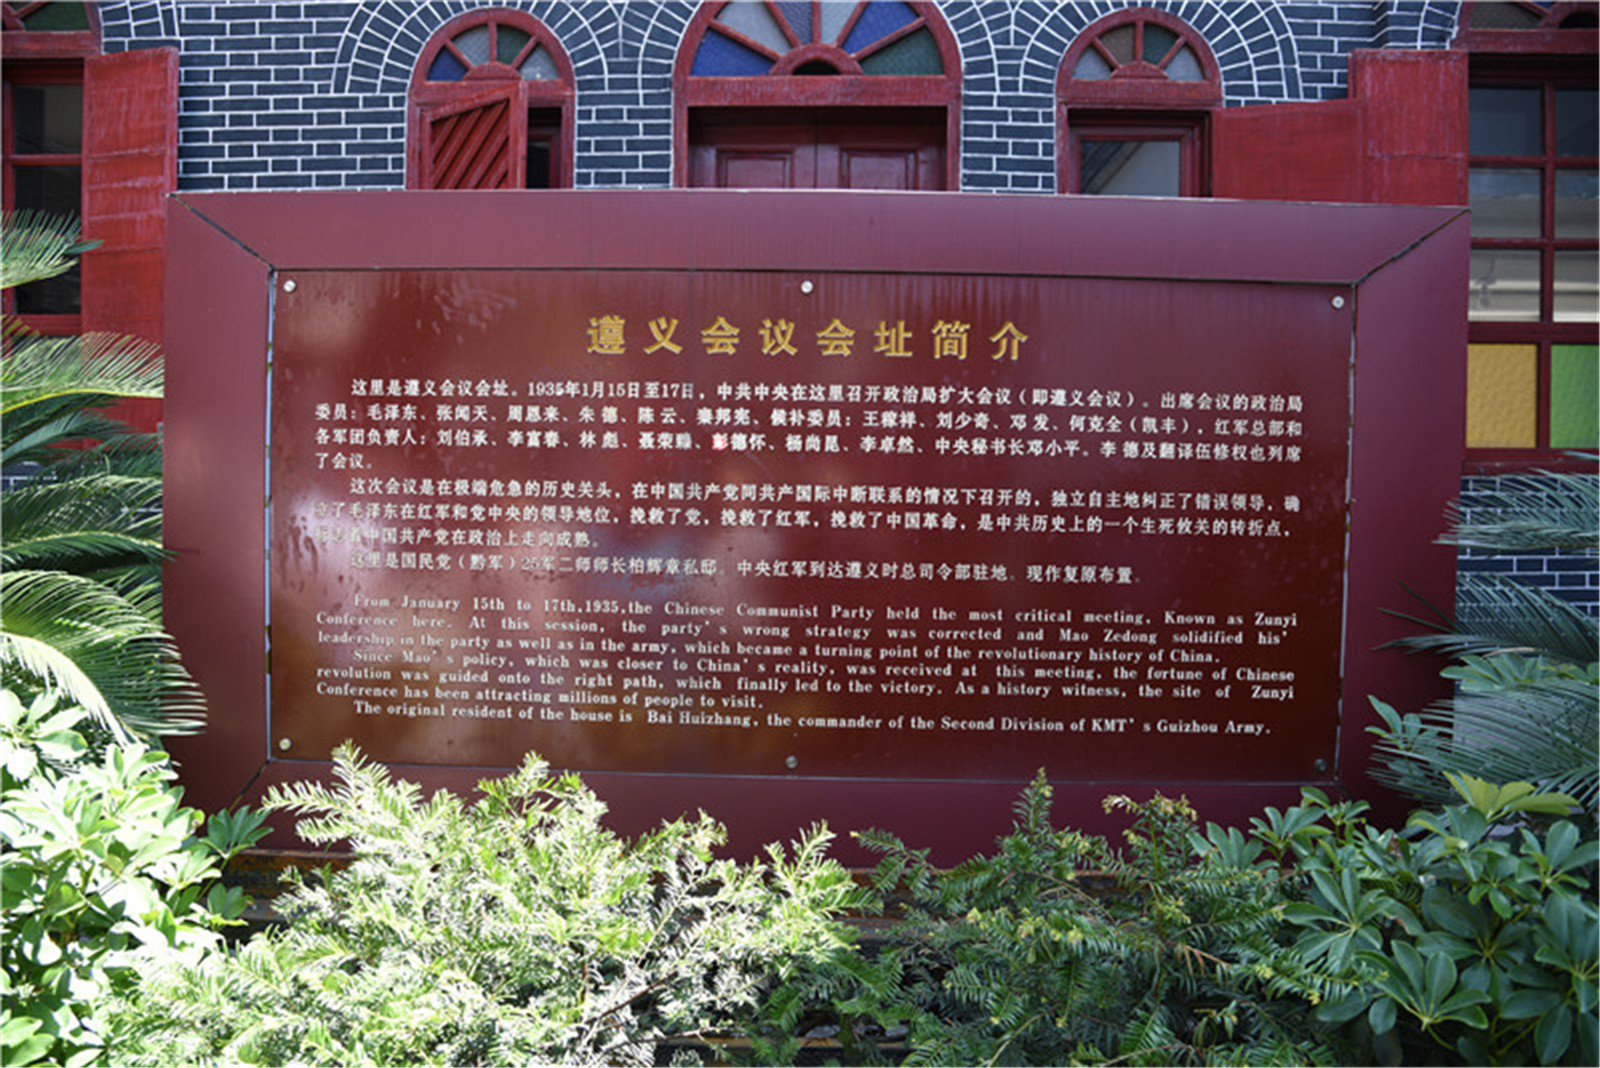 遵义会议会址简介
这里是遵义会议会址。1935年1月15日至17日，中共中央在这里召开政治局扩大会议（即遵义会议）。出席会议的政治局
委员：毛泽东、张闻天、周恩来、朱 德、陈 云、秦邦宪、候补委员：王稼祥、刘少奇、邓 发、何克全（凯丰），红军总部和
各军团负责人：刘伯承、李富春、林 彪、聂荣臻、彭德怀、杨尚昆、李卓然、中央秘书长邓小平。李 德及翻译伍修权也列席
了会议。
这次会议是在极端危急的历史关头，在中国共产党同共产国际中断联系的情况下召开的，独立自主地纠正了错误领导，确
立了毛泽东在红军和党中央的领导地位，挽救了党，挽救了红军，挽救了中国革命，是中共历史上的一个生死攸关的转折点，
标志着中国共产党在政治上走向成熟。
这里是国民党（黔军）25军二师师长柏辉章私邸。中央红军到达遵义时总司令部驻地。现作复原布置。
From January 15th to 17th,1935,the Chinese Communist Party held the most critical meeting, Known as Zunyi
Conference here. At this session, the party's wrong strategy was corrected and Mao Zedong solidified his'
leadership in the party as well as in the army, which became a turning point of the revolutionary history of China.
Since Mao's policy, which was closer to China's reality, was received at this meeting, the fortune of Chinese
revolution was guided onto the right path, which finally led to the victory. As a history witness, the site of Zunyi
Conference has been attracting millions of people to visit.
The original resident of the house is Bai Huizhang, the commander of the Second Division of KMT's Guizhou Army.